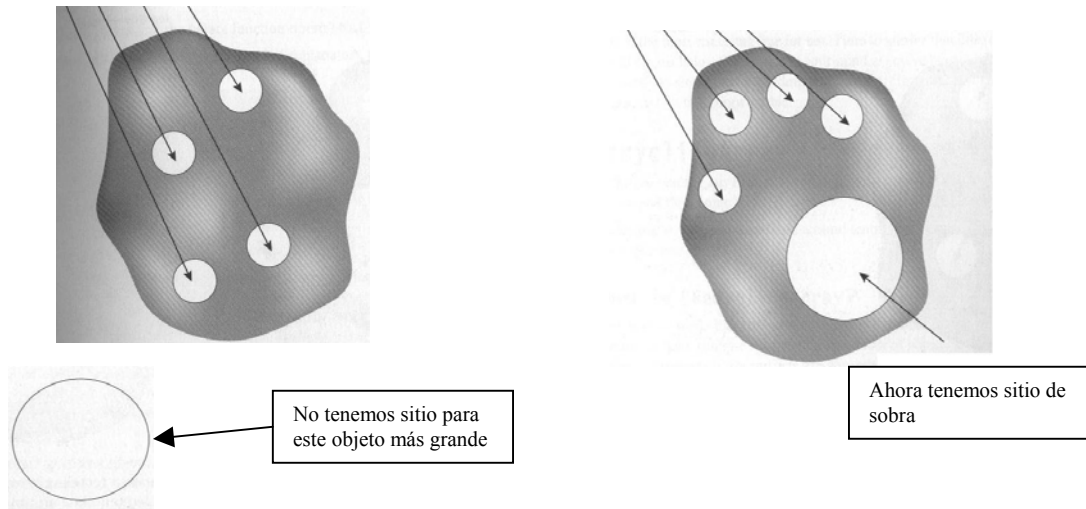 No tenemos sitio para
este objeto más grande
Ahora tenemos sitio de
sobra